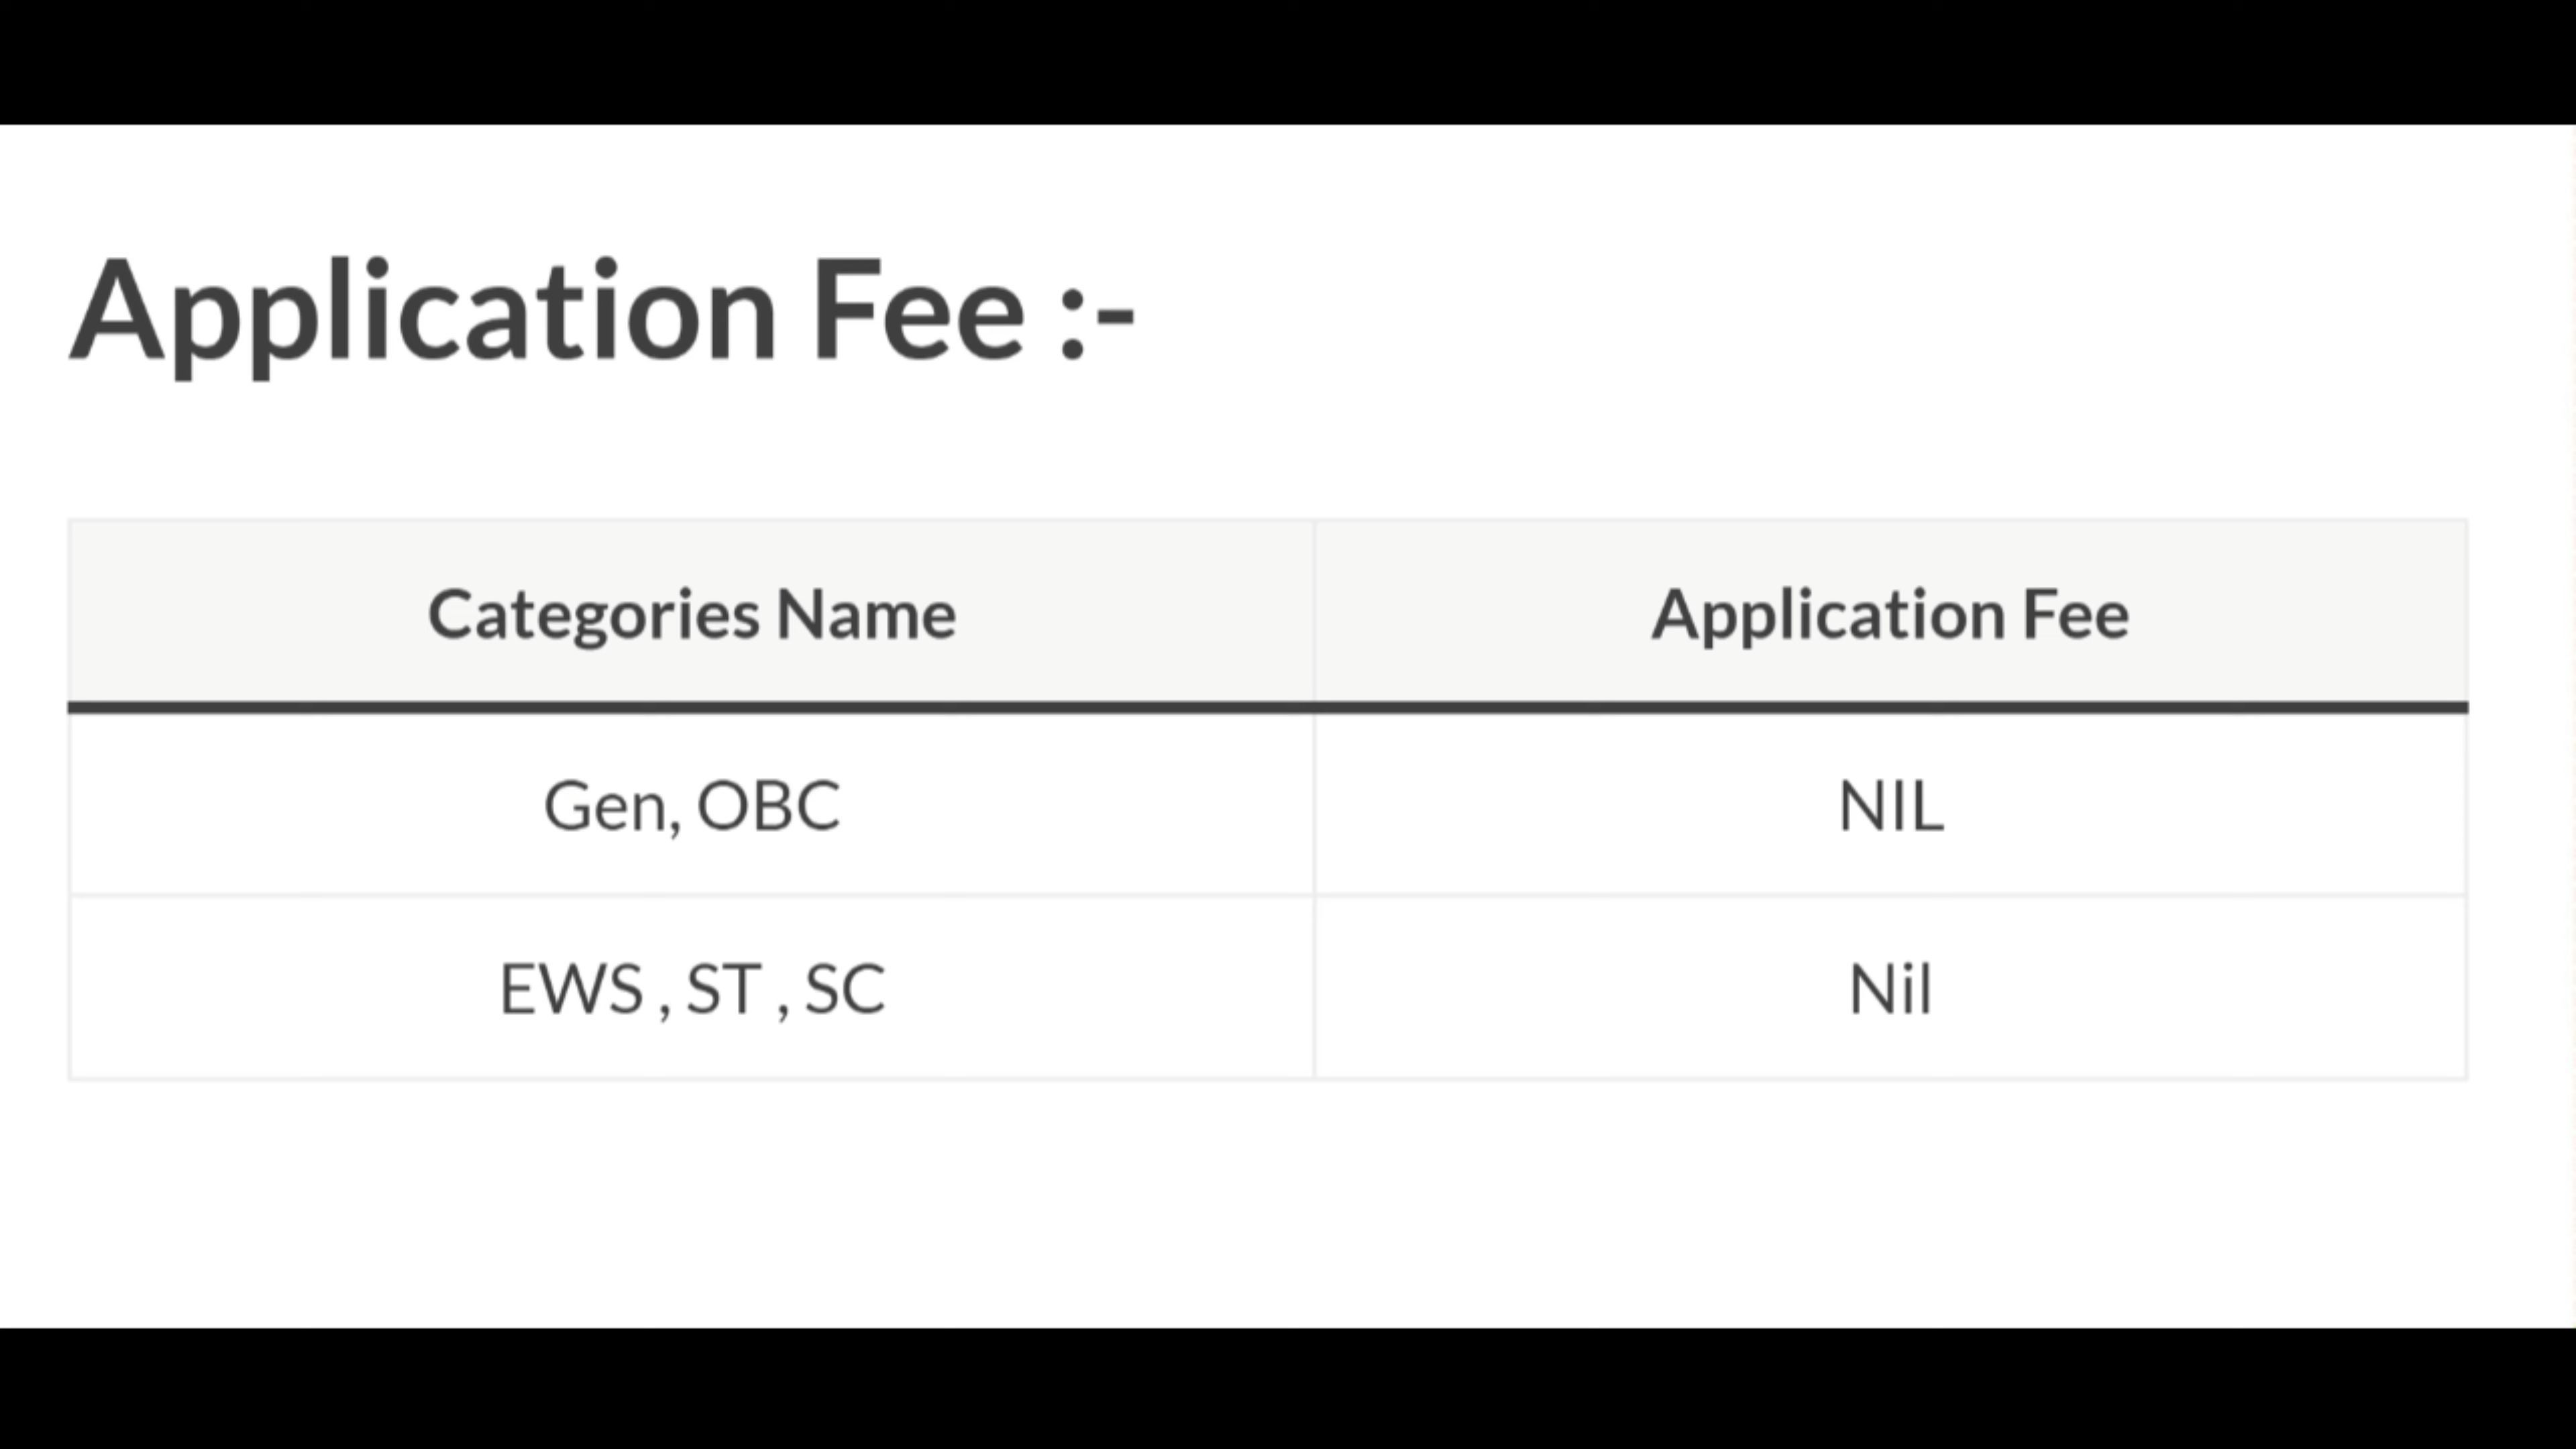 Application Fee :-
Categories Name Application Fee
Gen, OBC NIL
EWS , ST , SC Nil